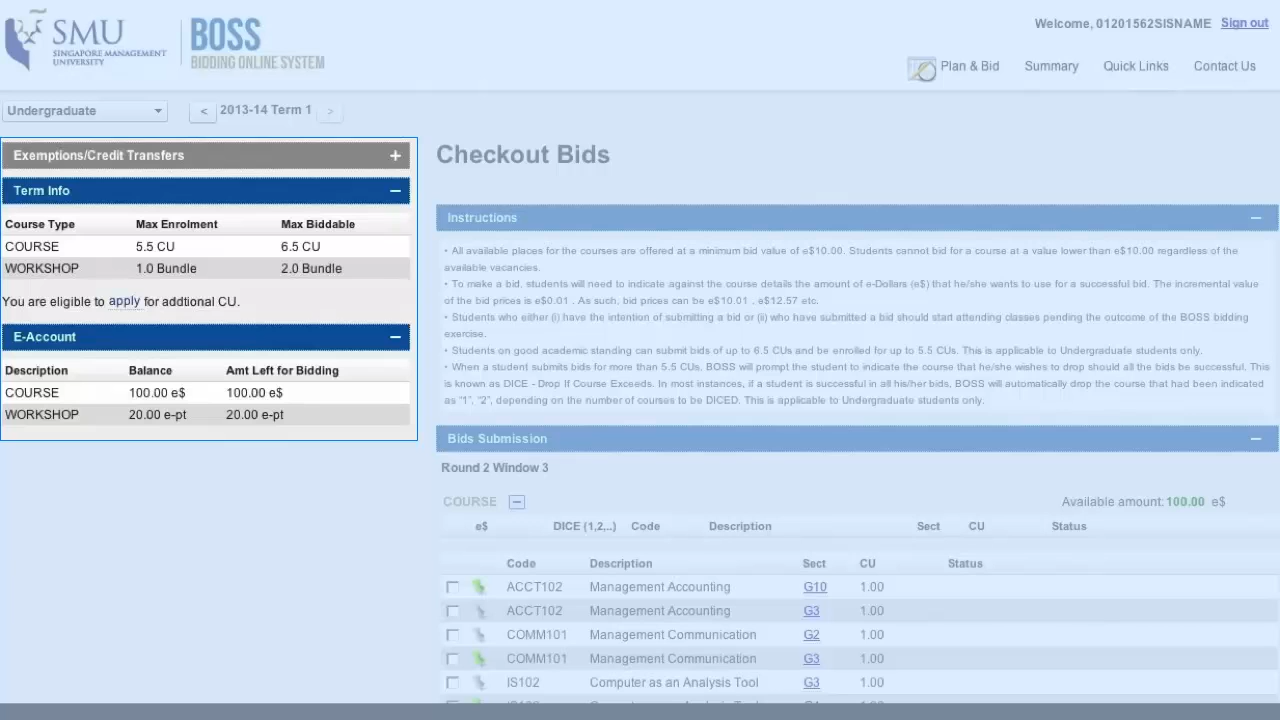 SMU
SINGAPORE MANAGEMENT
UNIVERSITY
BOSS
BIDDING ONLINE SYSTEM
Welcome, 01201562SISNAME Sign out
Plan & Bid Summary Quick Links Contact Us
Undergraduate < 2013-14 Term 1 >
Exemptions/Credit Transfers +
Term Info −
Course Type Max Enrolment Max Biddable
COURSE 5.5 CU 6.5 CU
WORKSHOP 1.0 Bundle 2.0 Bundle
You are eligible to apply for addtional CU.
E-Account −
Description Balance Amt Left for Bidding
COURSE 100.00 e$ 100.00 e$
WORKSHOP 20.00 e-pt 20.00 e-pt
Checkout Bids
Instructions −
• All available places for the courses are offered at a minimum bid value of e$10.00. Students cannot bid for a course at a value lower than e$10.00 regardless of the
available vacancies.
• To make a bid, students will need to indicate against the course details the amount of e-Dollars (e$) that he/she wants to use for a successful bid. The incremental value
of the bid prices is e$0.01 . As such, bid prices can be e$10.01 , e$12.57 etc.
• Students who either (i) have the intention of submitting a bid or (ii) who have submitted a bid should start attending classes pending the outcome of the BOSS bidding
exercise.
• Students on good academic standing can submit bids of up to 6.5 CUs and be enrolled for up to 5.5 CUs. This is applicable to Undergraduate students only.
• When a student submits bids for more than 5.5 CUs, BOSS will prompt the student to indicate the course that he/she wishes to drop should all the bids be successful. This
is known as DICE - Drop If Course Exceeds. In most instances, if a student is successful in all his/her bids, BOSS will automatically drop the course that had been indicated
as “1”, “2”, depending on the number of courses to be DICED. This is applicable to Undergraduate students only.
Bids Submission −
Round 2 Window 3
COURSE − Available amount: 100.00 e$
e$ DICE (1,2,..) Code Description Sect CU Status
Code Description Sect CU Status
ACCT102 Management Accounting G10 1.00
ACCT102 Management Accounting G3 1.00
COMM101 Management Communication G2 1.00
COMM101 Management Communication G3 1.00
IS102 Computer as an Analysis Tool G3 1.00